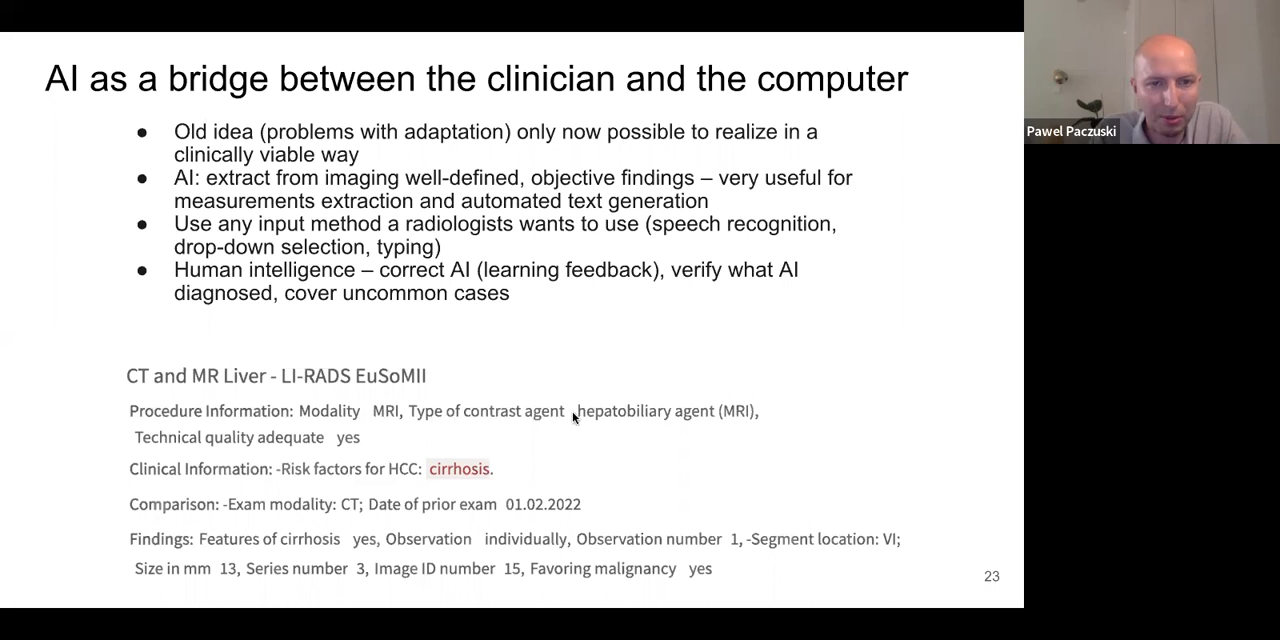 AI as a bridge between the clinician and the computer
● Old idea (problems with adaptation) only now possible to realize in a
clinically viable way
● AI: extract from imaging well-defined, objective findings – very useful for
measurements extraction and automated text generation
● Use any input method a radiologists wants to use (speech recognition,
drop-down selection, typing)
● Human intelligence – correct AI (learning feedback), verify what AI
diagnosed, cover uncommon cases
CT and MR Liver - LI-RADS EuSoMII
Procedure Information: Modality MRI, Type of contrast agent hepatobiliary agent (MRI),
Technical quality adequate yes
Clinical Information: -Risk factors for HCC: cirrhosis.
Comparison: -Exam modality: CT; Date of prior exam 01.02.2022
Findings: Features of cirrhosis yes, Observation individually, Observation number 1, -Segment location: VI;
Size in mm 13, Series number 3, Image ID number 15, Favoring malignancy yes
23
Pawel Paczuski